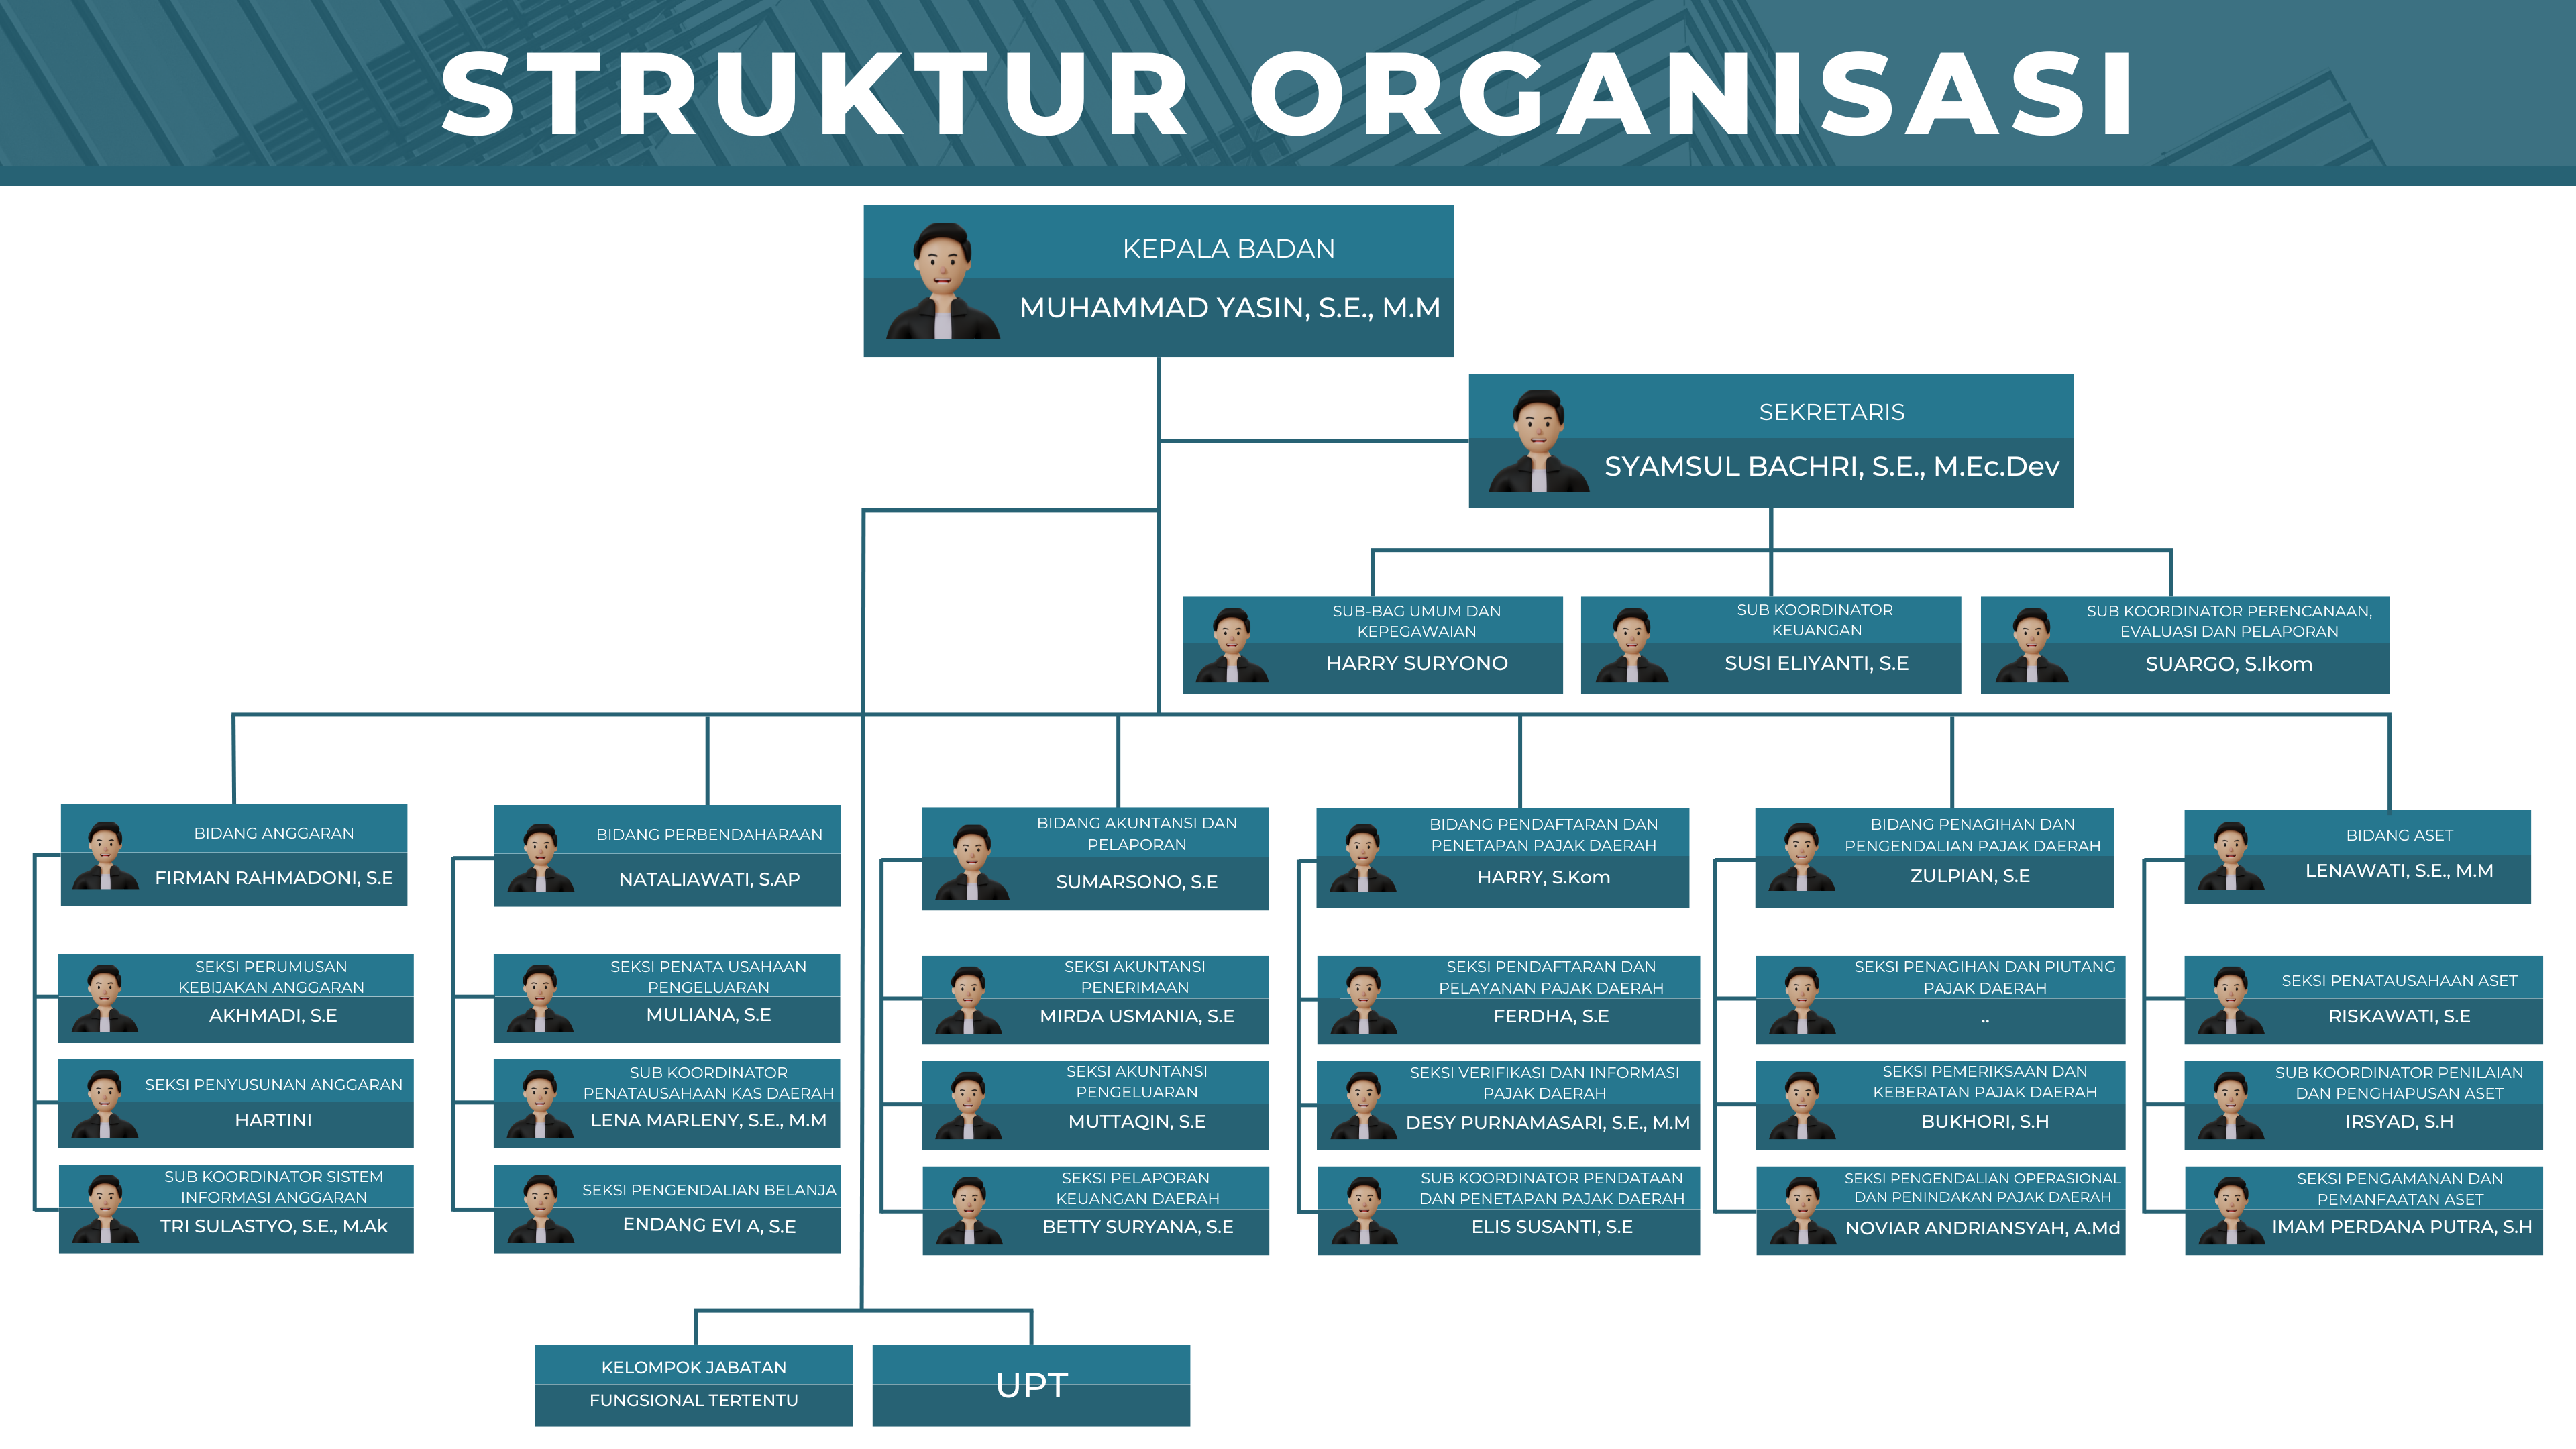 STRUKTUR ORGANISASI
KEPALA BADAN
MUHAMMAD YASIN, S.E., M.M
SEKRETARIS
SYAMSUL BACHRI, S.E., M.Ec.Dev
SUB-BAG UMUM DAN
KEPEGAWAIAN
HARRY SURYONO
SUB KOORDINATOR
KEUANGAN
SUSI ELIYANTI, S.E
SUB KOORDINATOR PERENCANAAN,
EVALUASI DAN PELAPORAN
SUARGO, S.Ikom
BIDANG ANGGARAN
FIRMAN RAHMADONI, S.E
SEKSI PERUMUSAN
KEBIJAKAN ANGGARAN
AKHMADI, S.E
SEKSI PENYUSUNAN ANGGARAN
HARTINI
SUB KOORDINATOR SISTEM
INFORMASI ANGGARAN
TRI SULASTYO, S.E., M.Ak
BIDANG PERBENDAHARAAN
NATALIAWATI, S.AP
SEKSI PENATA USAHAAN
PENGELUARAN
MULIANA, S.E
SUB KOORDINATOR
PENATAUSAHAAN KAS DAERAH
LENA MARLENY, S.E., M.M
SEKSI PENGENDALIAN BELANJA
ENDANG EVI A, S.E
BIDANG AKUNTANSI DAN
PELAPORAN
SUMARSONO, S.E
SEKSI AKUNTANSI
PENERIMAAN
MIRDA USMANIA, S.E
SEKSI AKUNTANSI
PENGELUARAN
MUTTAQIN, S.E
SEKSI PELAPORAN
KEUANGAN DAERAH
BETTY SURYANA, S.E
BIDANG PENDAFTARAN DAN
PENETAPAN PAJAK DAERAH
HARRY, S.Kom
SEKSI PENDAFTARAN DAN
PELAYANAN PAJAK DAERAH
FERDHA, S.E
SEKSI VERIFIKASI DAN INFORMASI
PAJAK DAERAH
DESY PURNAMASARI, S.E., M.M
SUB KOORDINATOR PENDATAAN
DAN PENETAPAN PAJAK DAERAH
ELIS SUSANTI, S.E
BIDANG PENAGIHAN DAN
PENGENDALIAN PAJAK DAERAH
ZULPIAN, S.E
SEKSI PENAGIHAN DAN PIUTANG
PAJAK DAERAH
..
SEKSI PEMERIKSAAN DAN
KEBERATAN PAJAK DAERAH
BUKHORI, S.H
SEKSI PENGENDALIAN OPERASIONAL
DAN PENINDAKAN PAJAK DAERAH
NOVIAR ANDRIANSYAH, A.Md
BIDANG ASET
LENAWATI, S.E., M.M
SEKSI PENATAUSAHAAN ASET
RISKAWATI, S.E
SUB KOORDINATOR PENILAIAN
DAN PENGHAPUSAN ASET
IRSYAD, S.H
SEKSI PENGAMANAN DAN
PEMANFAATAN ASET
IMAM PERDANA PUTRA, S.H
KELOMPOK JABATAN
FUNGSIONAL TERTENTU
UPT